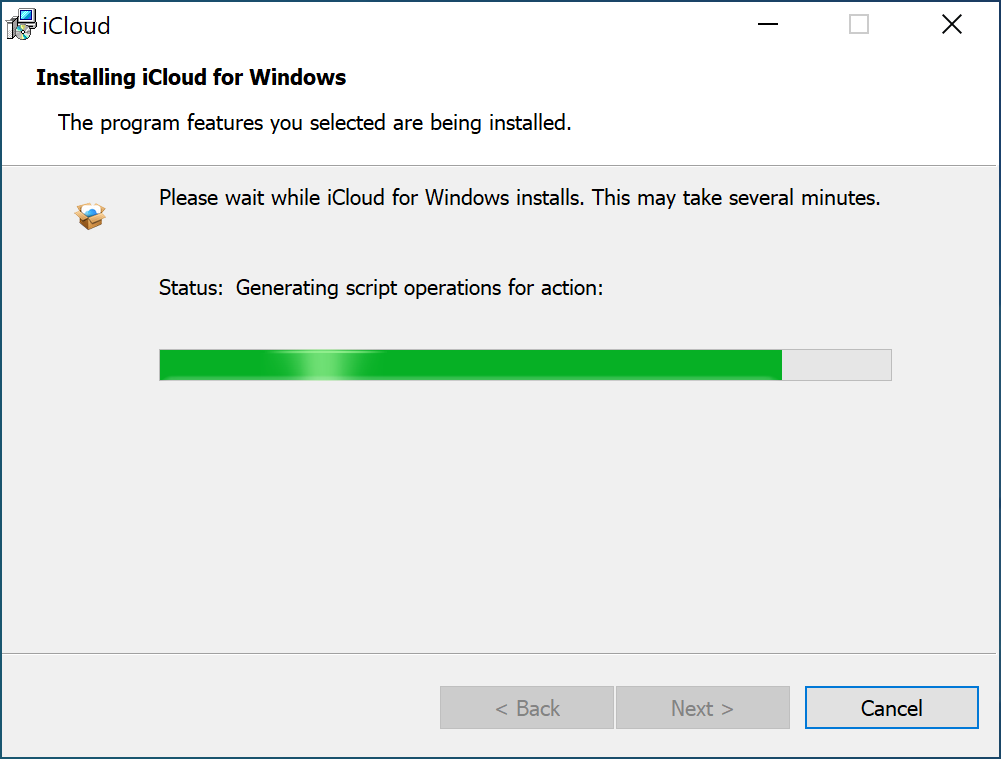 iCloud
Installing iCloud for Windows
The program features you selected are being installed.
Please wait while iCloud for Windows installs. This may take several minutes.
Status:  Generating script operations for action:
< Back
Next >
Cancel